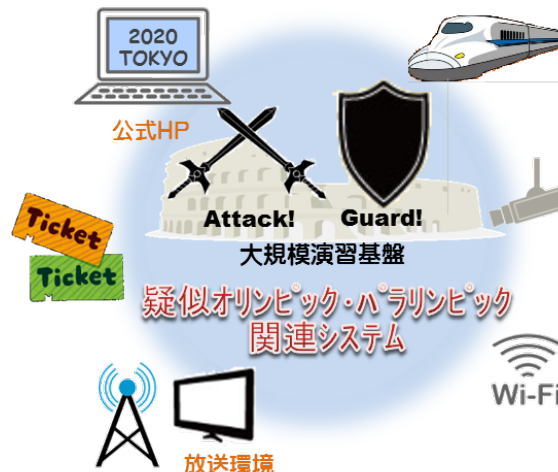 2020
TOKYO
公式HP
Attack!
Guard!
大規模演習基盤
Ticket
Ticket
疑似オリンピック・パラリンピック
関連システム
Wi-Fi
放送環境